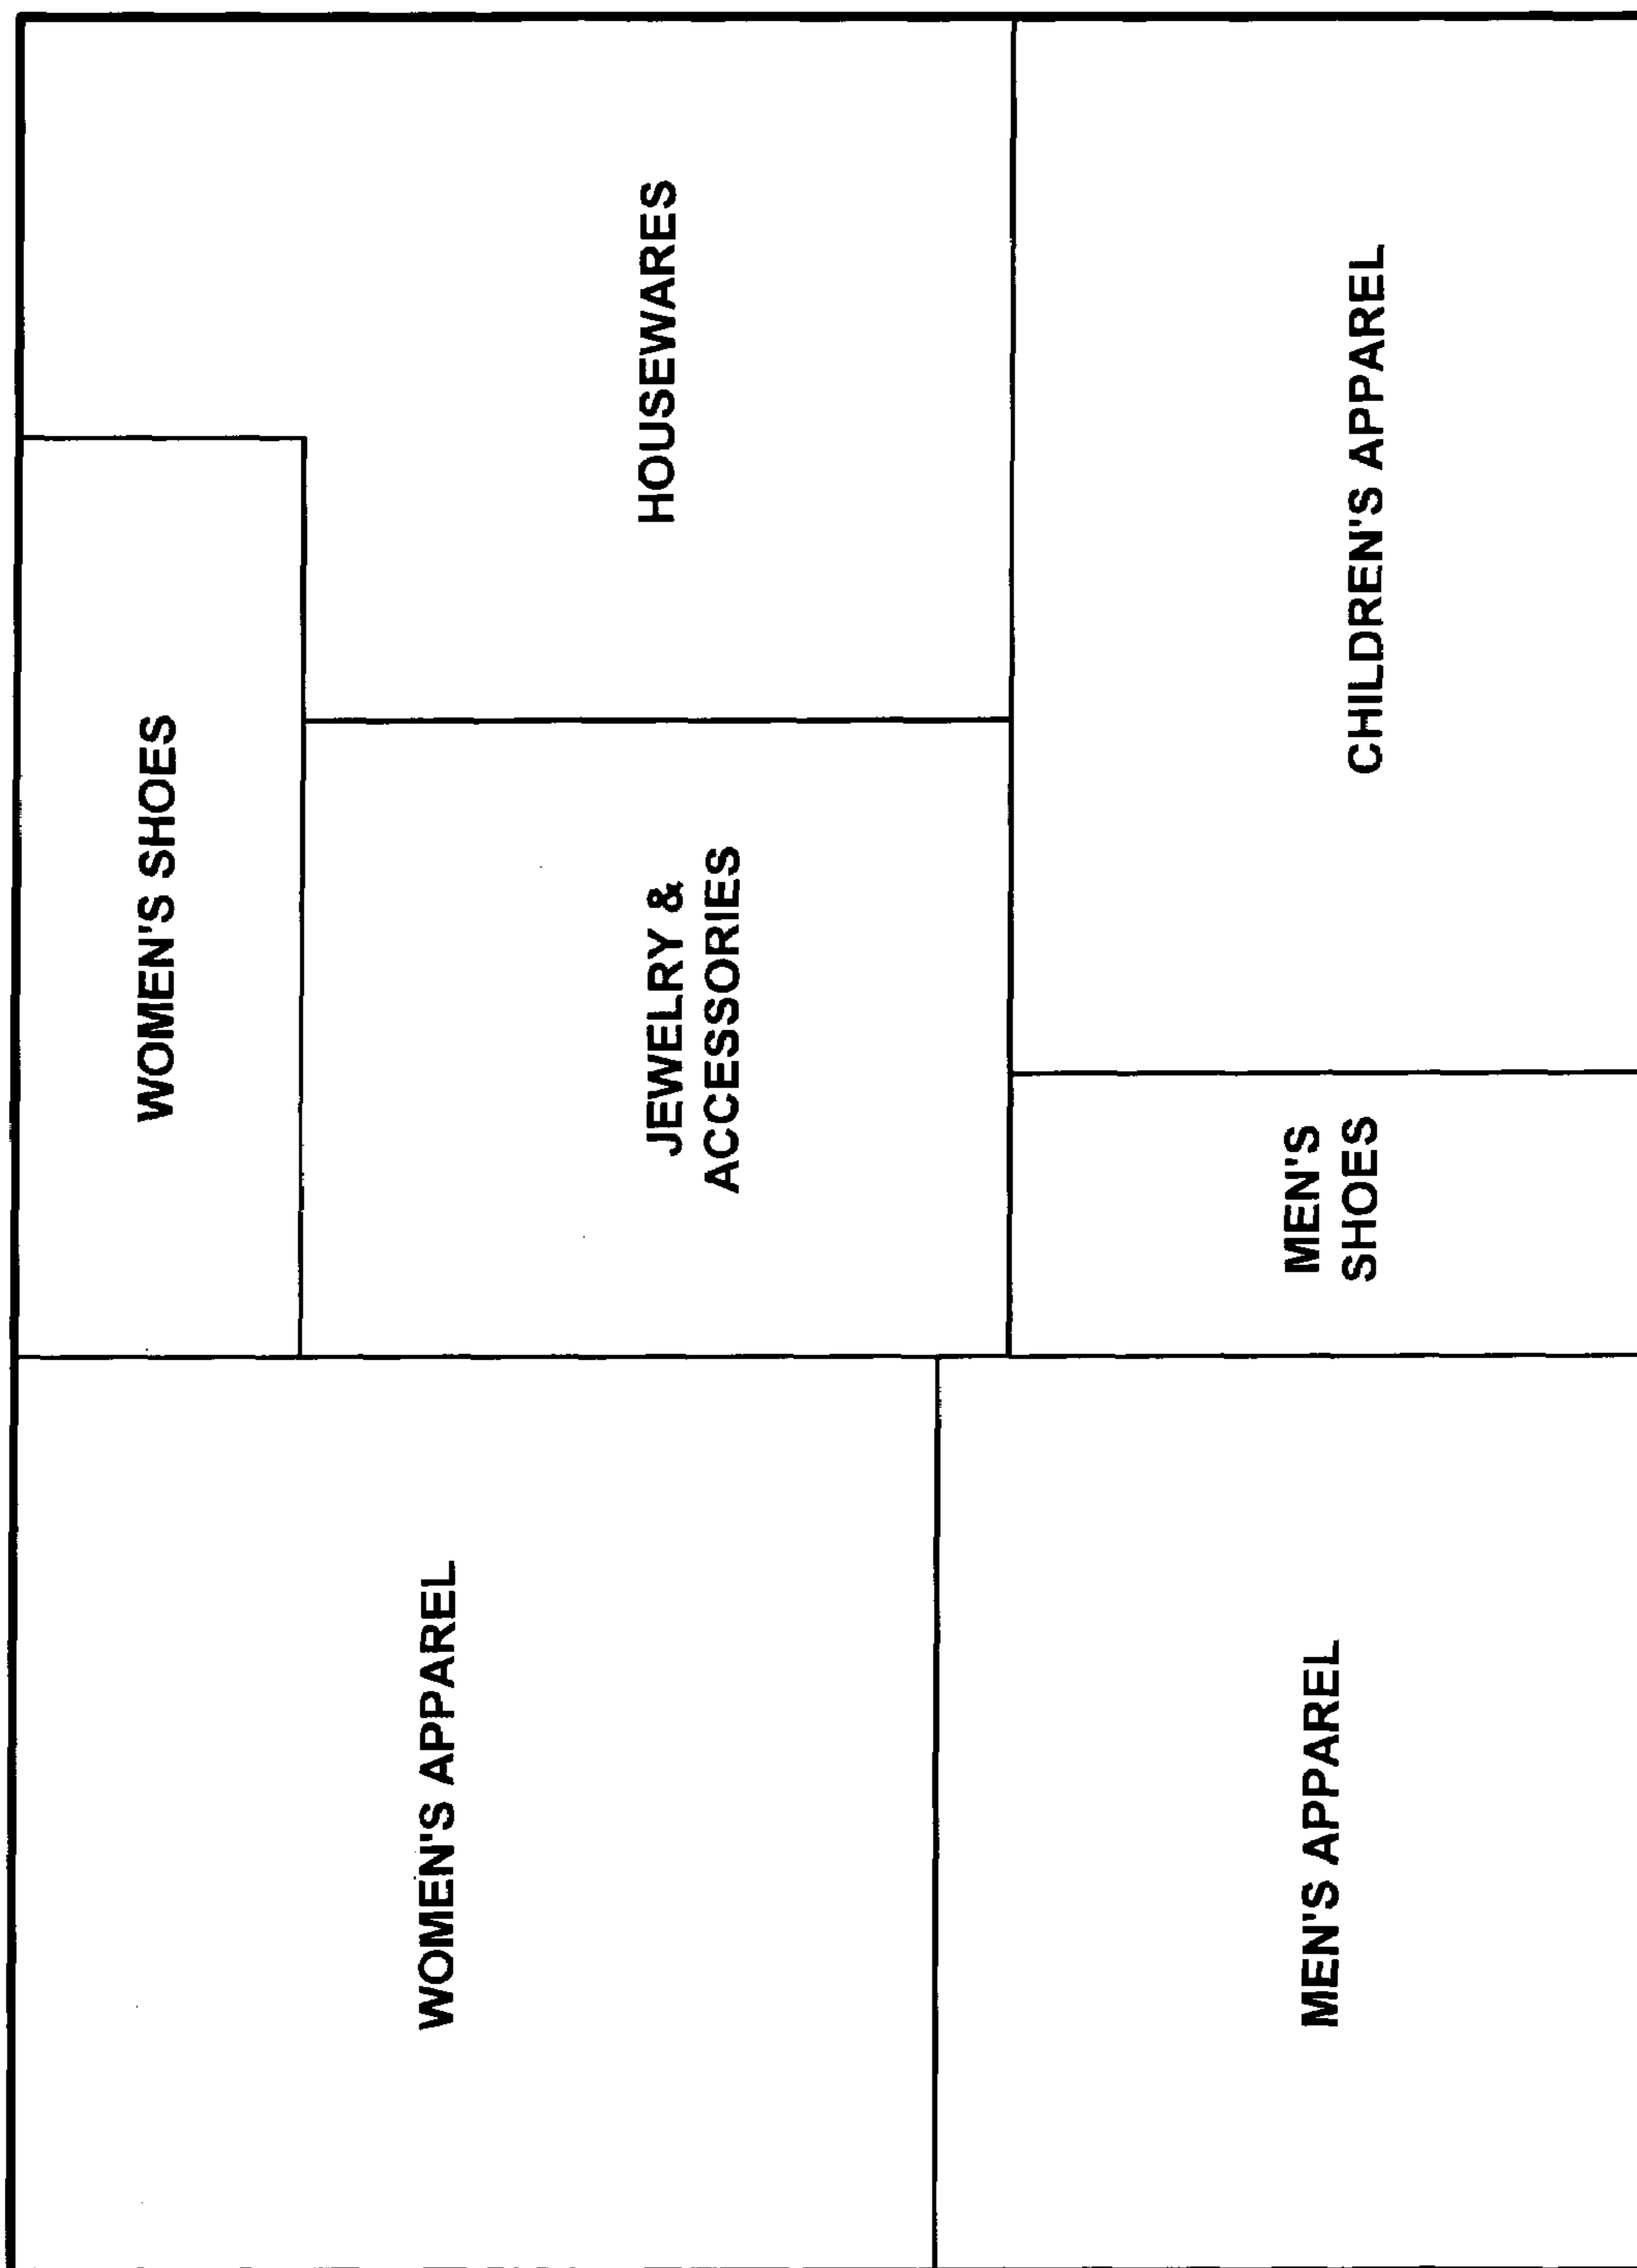 WOMEN'S SHOES
HOUSEWARES
JEWELRY &
ACCESSORIES
WOMEN'S APPAREL
CHILDREN'S APPAREL
MEN'S
SHOES
MEN'S APPAREL